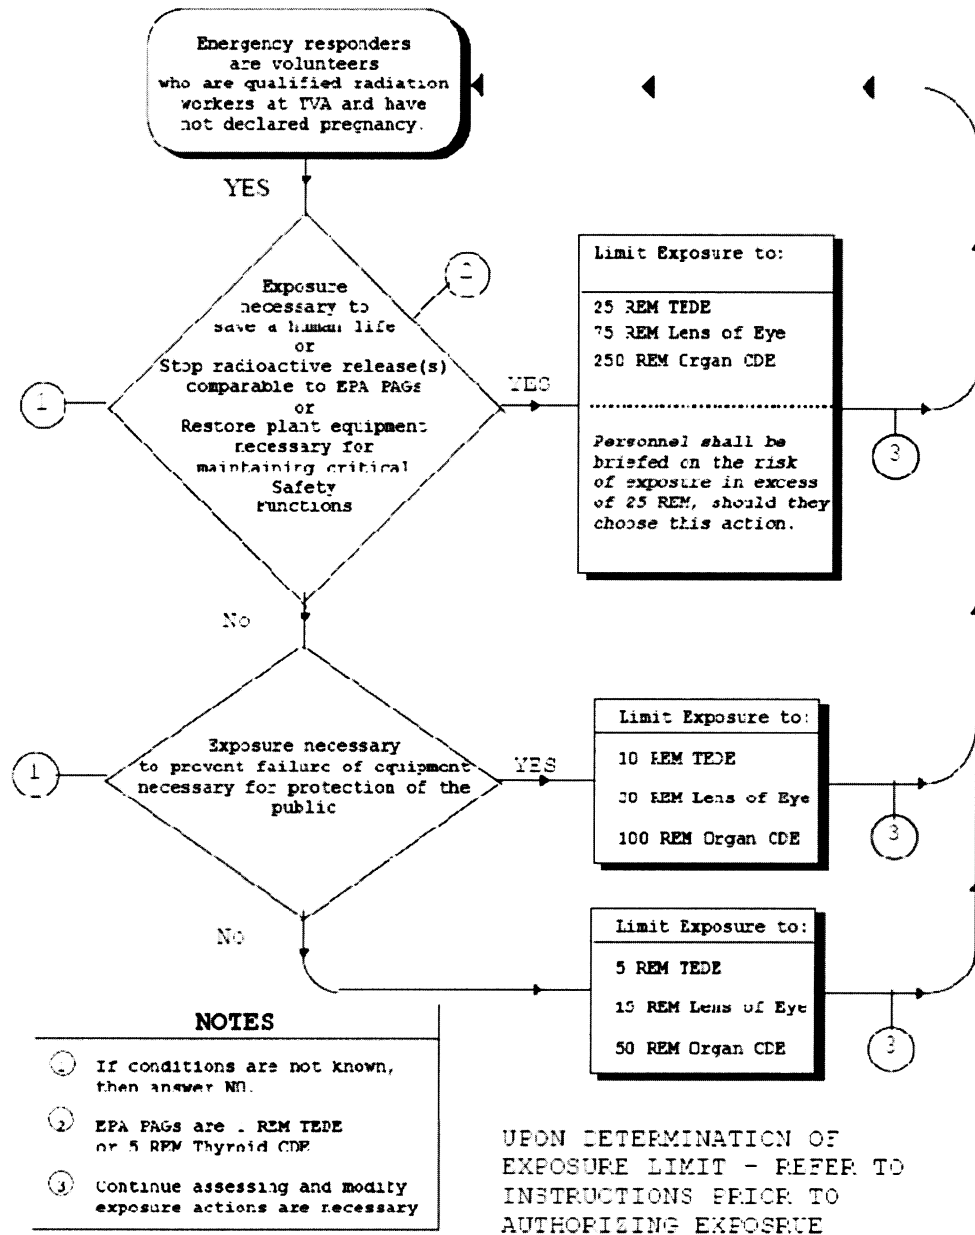 Emergency responders
are volunteers
who are qualified radiation
workers at TVA and have
not declared pregnancy.
YES
2
Exposure
necessary to
save a human life
or
Stop radioactive release(s)
comparable to EPA PAGs
or
Restore plant equipment
necessary for
maintaining critical
Safety
Functions
1
YES
Limit Exposure to:
25 REM TEDE
75 REM Lens of Eye
250 REM Organ CDE
Personnel shall be
briefed on the risk
of exposure in excess
of 25 REM, should they
choose this action.
3
No
Exposure necessary
to prevent failure of equipment
necessary for protection of the
public
1
YES
Limit Exposure to:
10 REM TEDE
30 REM Lens of Eye
100 REM Organ CDE
3
No
Limit Exposure to:
5 REM TEDE
15 REM Lens of Eye
50 REM Organ CDE
3
NOTES
1 If conditions are not known,
then answer NO.
2 EPA PAGs are 1 REM TEDE
or 5 REM Thyroid CDE
3 Continue assessing and modify
exposure actions are necessary
UPON DETERMINATION OF
EXPOSURE LIMIT - REFER TO
INSTRUCTIONS PRIOR TO
AUTHORIZING EXPOSRUE